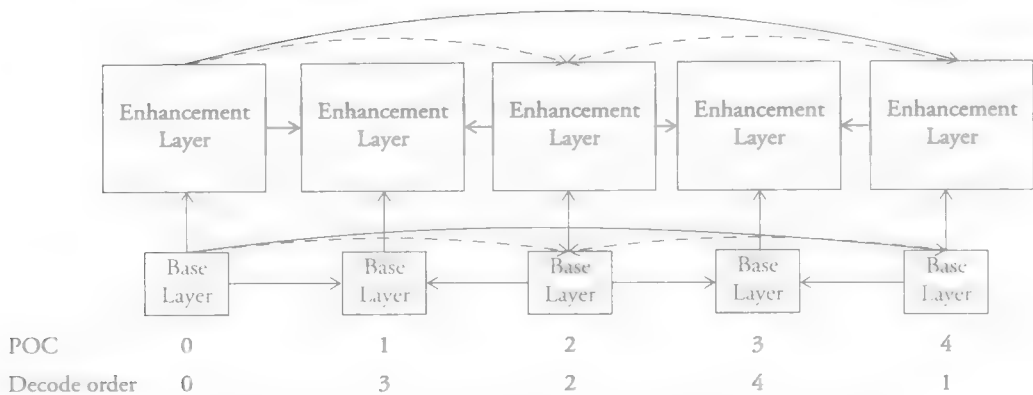 Enhancement Enhancement Enhancement Enhancement Enhancement
Layer Layer Layer Layer Layer
Base Base Base Base Base
Layer Layer Layer Layer Layer
POC 0 1 2 3 4
Decode order 0 3 2 4 1